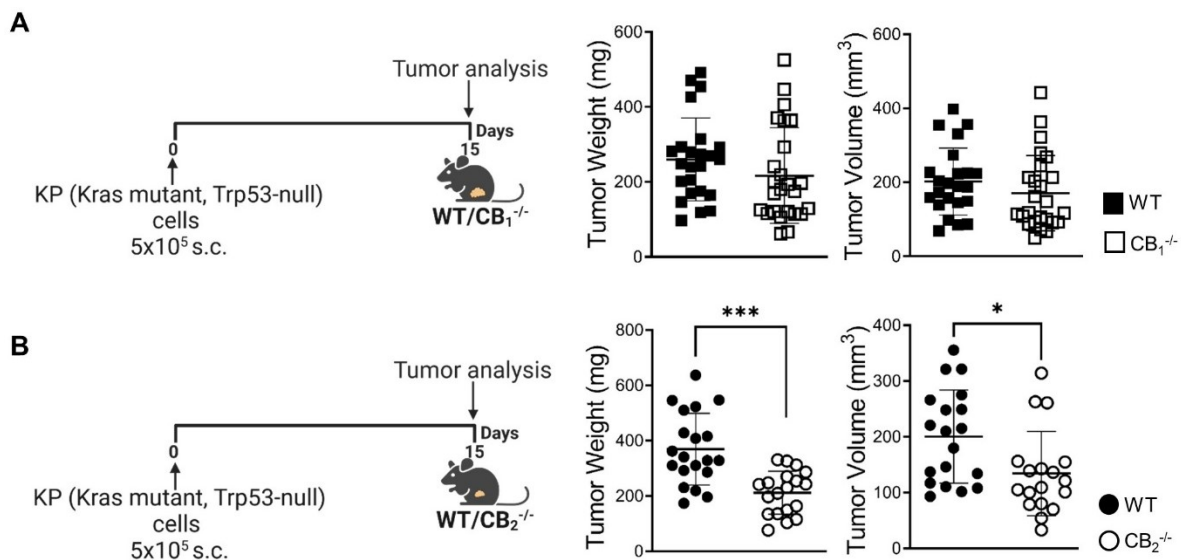 A
Tumor analysis
0
15
Days
KP (Kras mutant, Trp53-null)
cells
5x10⁵ s.c.
WT/CB₁⁻/⁻
Tumor Weight (mg)
600
400
200
0
Tumor Volume (mm³)
600
400
200
0
WT
CB₁⁻/⁻
B
Tumor analysis
0
15
Days
KP (Kras mutant, Trp53-null)
cells
5x10⁵ s.c.
WT/CB₂⁻/⁻
Tumor Weight (mg)
800
600
400
200
0
***
Tumor Volume (mm³)
400
300
200
100
0
*
WT
CB₂⁻/⁻